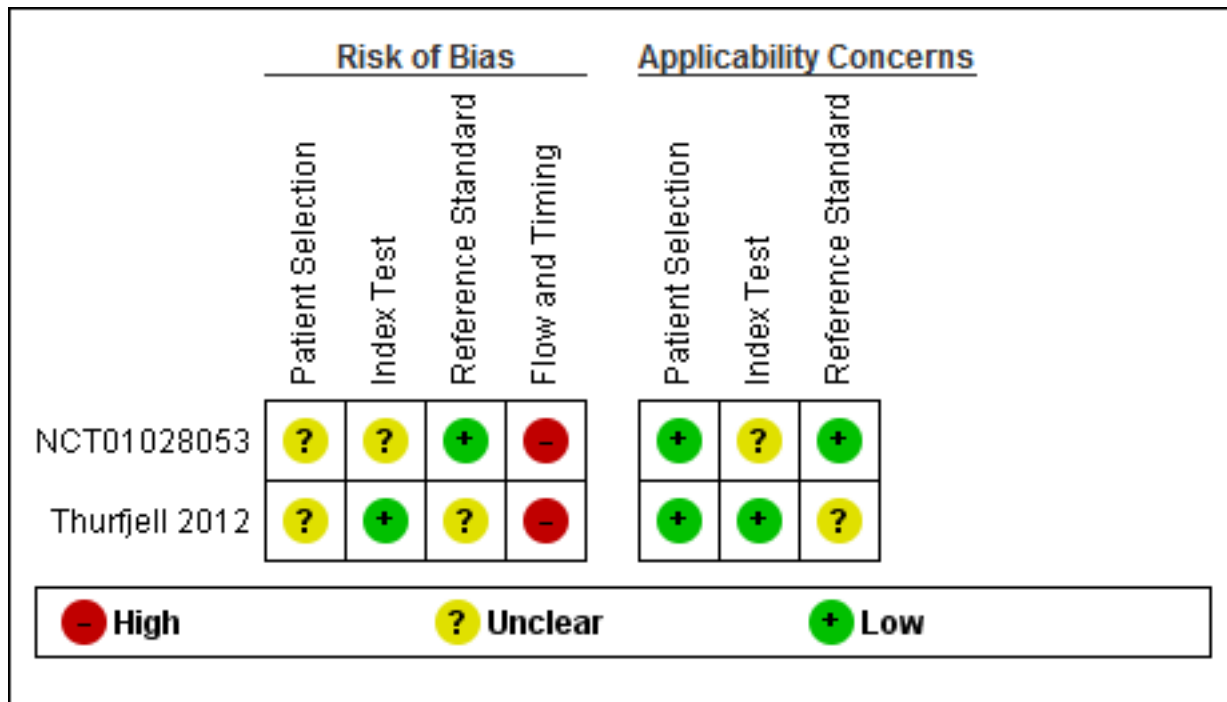 Risk of Bias Applicability Concerns
Patient Selection
Index Test
Reference Standard
Flow and Timing
Patient Selection
Index Test
Reference Standard
NCT01028053 ? ? + – + ? +
Thurfjell 2012 ? + ? – + + ?
– High ? Unclear + Low